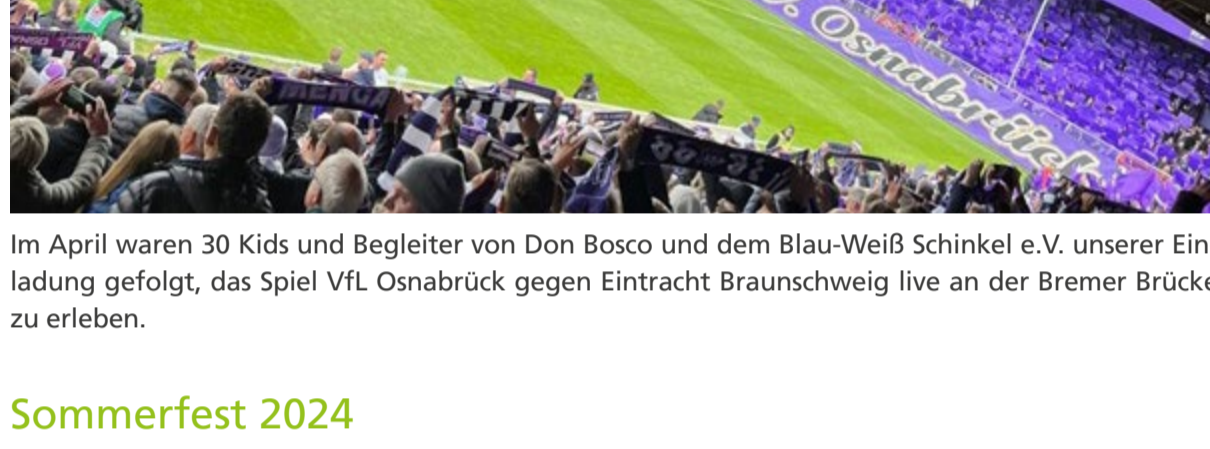 Osnabrück
Im April waren 30 Kids und Begleiter von Don Bosco und dem Blau-Weiß Schinkel e.V. unserer Ein
ladung gefolgt, das Spiel VfL Osnabrück gegen Eintracht Braunschweig live an der Bremer Brücke
zu erleben.
Sommerfest 2024